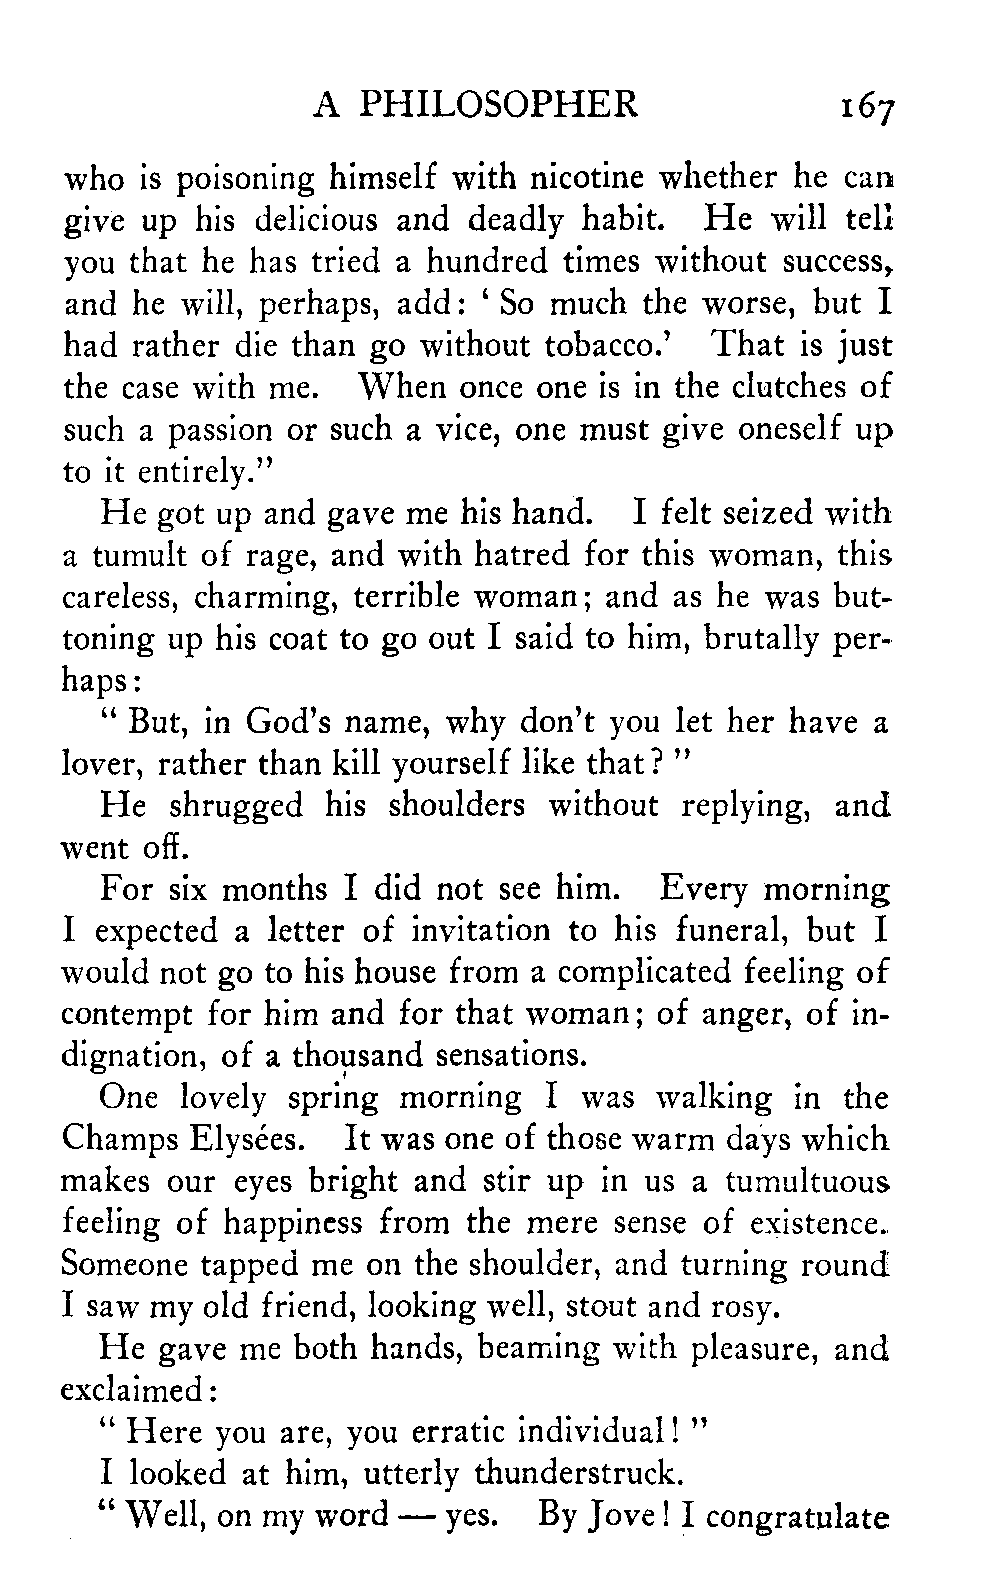 A PHILOSOPHER 167
who is poisoning himself with nicotine whether he can
give up his delicious and deadly habit. He will tell
you that he has tried a hundred times without success,
and he will, perhaps, add: ‘ So much the worse, but I
had rather die than go without tobacco.’ That is just
the case with me. When once one is in the clutches of
such a passion or such a vice, one must give oneself up
to it entirely.”
He got up and gave me his hand. I felt seized with
a tumult of rage, and with hatred for this woman, this
careless, charming, terrible woman; and as he was but-
toning up his coat to go out I said to him, brutally per-
haps:
“ But, in God’s name, why don’t you let her have a
lover, rather than kill yourself like that? ”
He shrugged his shoulders without replying, and
went off.
For six months I did not see him. Every morning
I expected a letter of invitation to his funeral, but I
would not go to his house from a complicated feeling of
contempt for him and for that woman; of anger, of in-
dignation, of a thousand sensations.
One lovely spring morning I was walking in the
Champs Elysées. It was one of those warm days which
makes our eyes bright and stir up in us a tumultuous
feeling of happiness from the mere sense of existence.
Someone tapped me on the shoulder, and turning round
I saw my old friend, looking well, stout and rosy.
He gave me both hands, beaming with pleasure, and
exclaimed:
“ Here you are, you erratic individual! ”
I looked at him, utterly thunderstruck.
“ Well, on my word — yes. By Jove! I congratulate